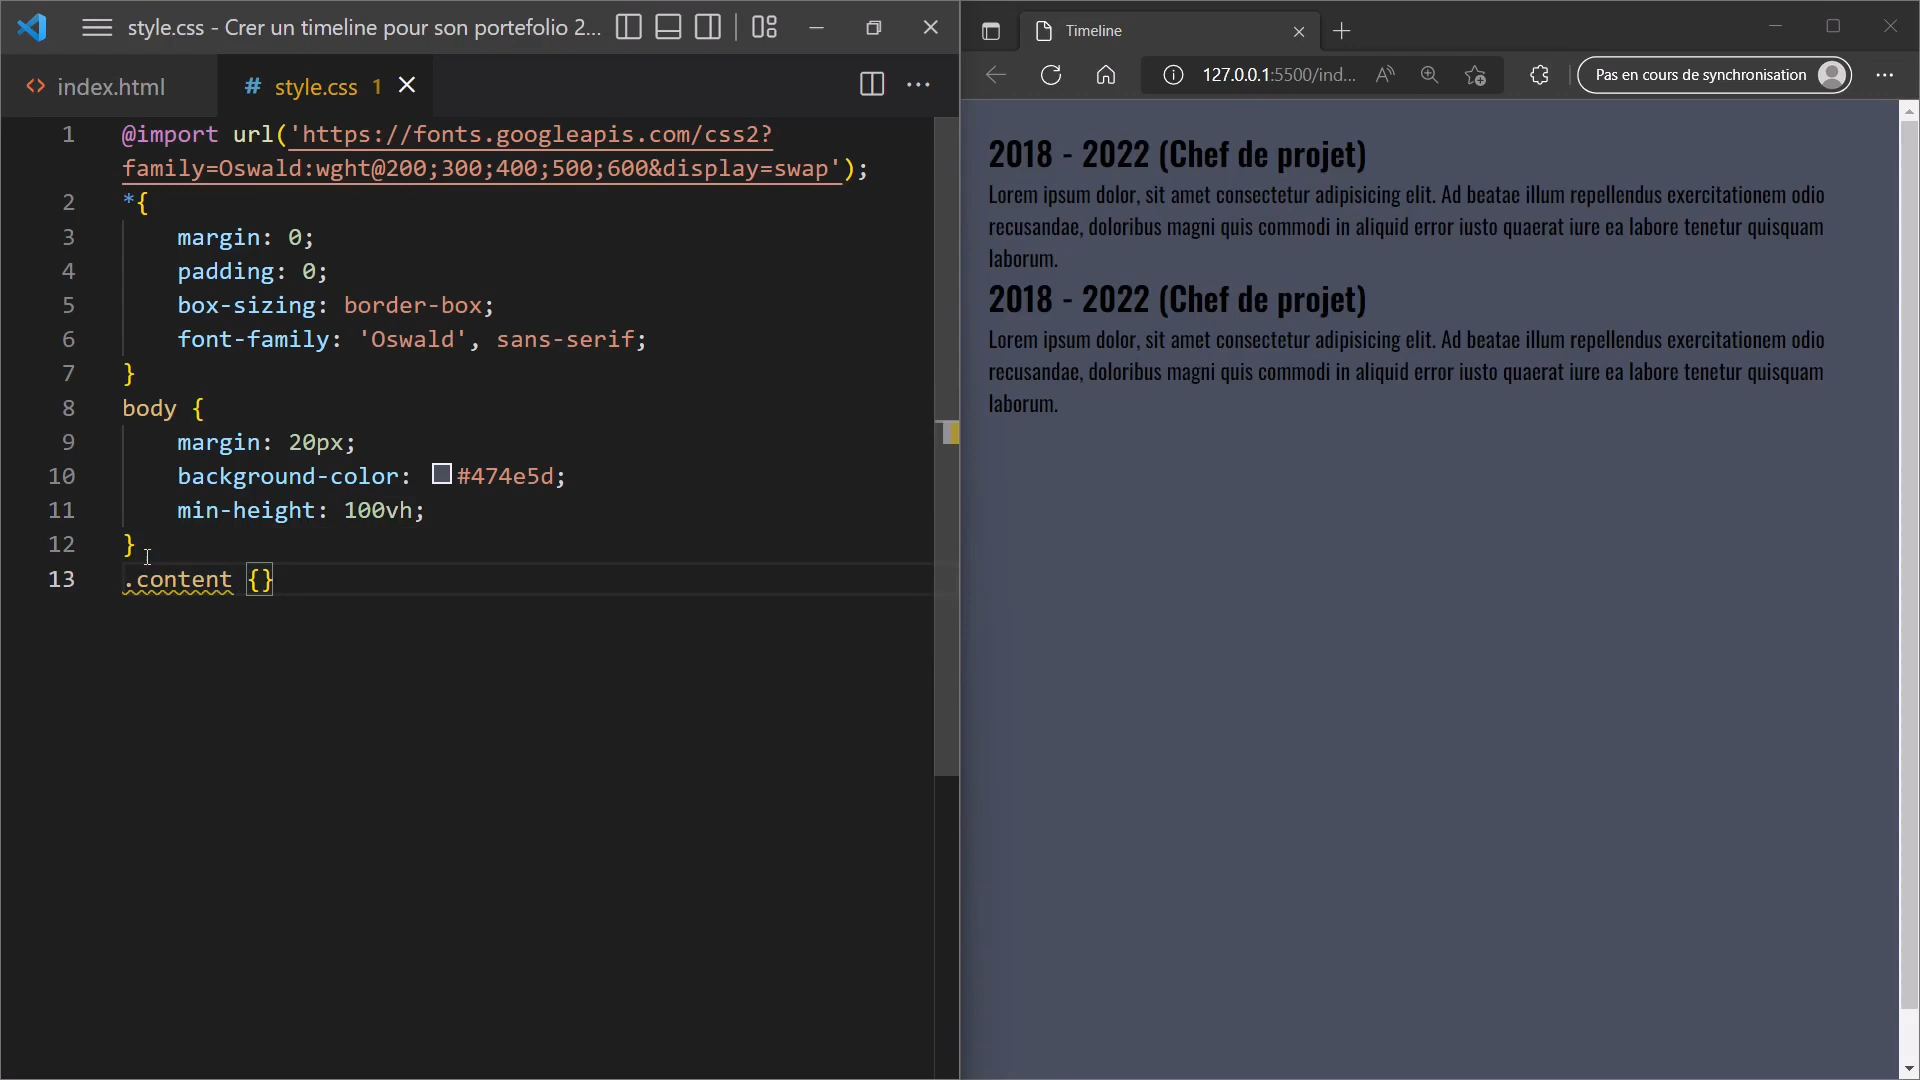 style.css - Crer un timeline pour son portefolio 2...
index.html
# style.css 1
1 @import url('https://fonts.googleapis.com/css2?
family=Oswald:wght@200;300;400;500;600&display=swap');
2 *{
3 margin: 0;
4 padding: 0;
5 box-sizing: border-box;
6 font-family: 'Oswald', sans-serif;
7 }
8 body {
9 margin: 20px;
10 background-color: #474e5d;
11 min-height: 100vh;
12 }
13 .content {}
Timeline
127.0.0.1:5500/ind...
Pas en cours de synchronisation
2018 - 2022 (Chef de projet)
Lorem ipsum dolor, sit amet consectetur adipisicing elit. Ad beatae illum repellendus exercitationem odio
recusandae, doloribus magni quis commodi in aliquid error iusto quaerat iure ea labore tenetur quisquam
laborum.
2018 - 2022 (Chef de projet)
Lorem ipsum dolor, sit amet consectetur adipisicing elit. Ad beatae illum repellendus exercitationem odio
recusandae, doloribus magni quis commodi in aliquid error iusto quaerat iure ea labore tenetur quisquam
laborum.